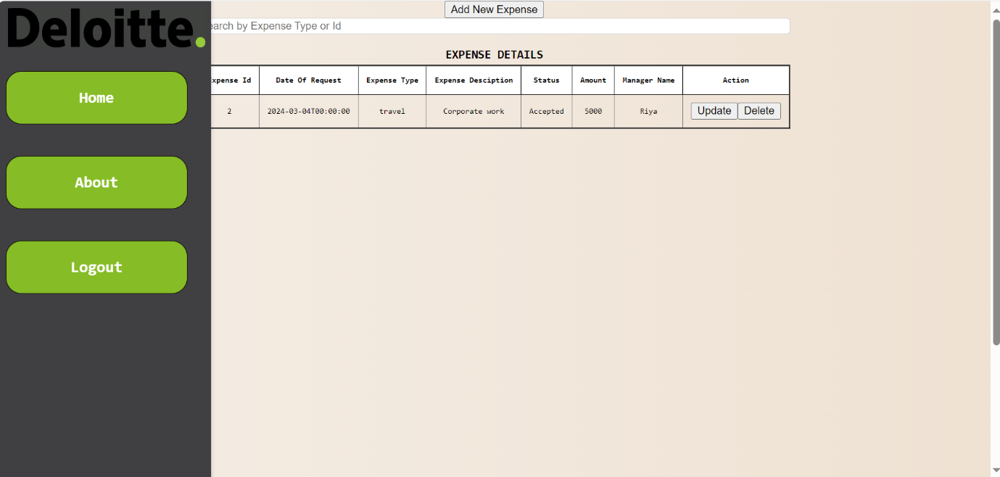 Deloitte.
Home
About
Logout
Add New Expense
earch by Expense Type or Id
EXPENSE DETAILS
xpense Id Date Of Request Expense Type Expense Desciption Status Amount Manager Name Action
2 2024-03-04T00:00:00 travel Corporate work Accepted 5000 Riya Update Delete